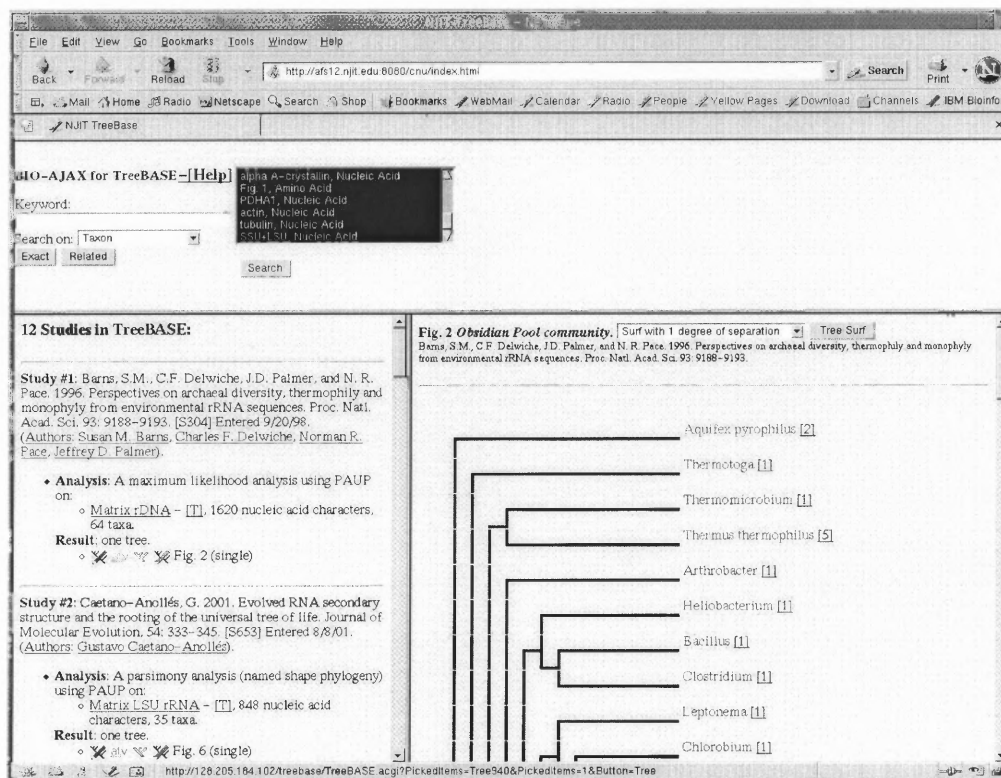 NJIT TreeBase - Netscape
File Edit View Go Bookmarks Tools Window Help
Back Forward Reload Stop http://afs12.njit.edu:8080/cnu/index.html Search Print
Mail Home Radio Netscape Search Shop Bookmarks WebMail Calendar Radio People Yellow Pages Download Channels IBM Bioinfo
NJIT TreeBase
BIO-AJAX for TreeBASE-[Help]
Keyword:
Search on: Taxon
Exact Related
alpha A-crystallin, Nucleic Acid
Fig. 1, Amino Acid
PDHA1, Nucleic Acid
actin, Nucleic Acid
tubulin, Nucleic Acid
SSU+LSU, Nucleic Acid
Search
12 Studies in TreeBASE:
Study #1: Barns, S.M., C.F. Delwiche, J.D. Palmer, and N. R.
Pace. 1996. Perspectives on archaeal diversity, thermophily and
monophyly from environmental rRNA sequences. Proc. Natl.
Acad. Sci. 93: 9188-9193. [S304] Entered 9/20/98.
(Authors: Susan M. Barns, Charles F. Delwiche, Norman R.
Pace, Jeffrey D. Palmer).
• Analysis: A maximum likelihood analysis using PAUP
on:
○ Matrix rDNA - [T], 1620 nucleic acid characters,
64 taxa.
Result: one tree.
○ Fig. 2 (single)
Study #2: Caetano-Anollés, G. 2001. Evolved RNA secondary
structure and the rooting of the universal tree of life. Journal of
Molecular Evolution, 54: 333-345. [S653] Entered 8/8/01.
(Authors: Gustavo Caetano-Anollés).
• Analysis: A parsimony analysis (named shape phylogeny)
using PAUP on:
○ Matrix LSU rRNA - [T], 848 nucleic acid
characters, 35 taxa.
Result: one tree.
○ Fig. 6 (single)
Fig. 2 Obsidian Pool community. Surf with 1 degree of separation Tree Surf
Barns, S.M., C.F. Delwiche, J.D. Palmer, and N. R. Pace. 1996. Perspectives on archaeal diversity, thermophily and monophyly
from environmental rRNA sequences. Proc. Natl. Acad. Sci. 93: 9188-9193.
Aquifex pyrophilus [2]
Thermotoga [1]
Thermomicrobium [1]
Thermus thermophilus [5]
Arthrobacter [1]
Heliobacterium [1]
Bacillus [1]
Clostridium [1]
Leptonema [1]
Chlorobium [1]
http://128.205.184.102/treebase/TreeBASE.acgi?PickedItems=Tree940&PickedItems=1&Button=Tree